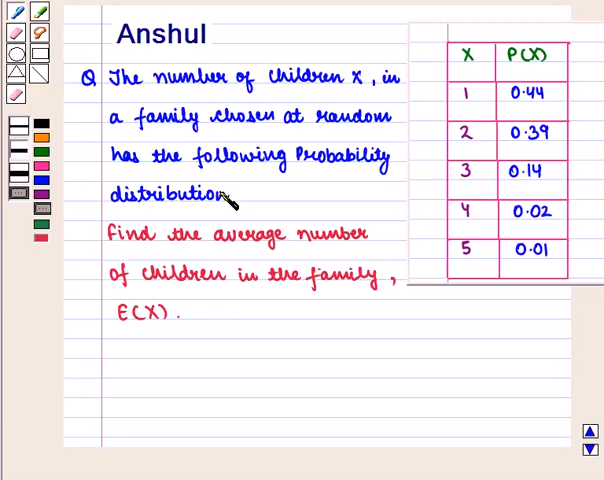 Anshul
Q The number of children X, in
a family chosen at random
has the following Probability
distribution
Find the average number
of children in the family,
E(X).
X P(X)
1 0.44
2 0.39
3 0.14
4 0.02
5 0.01